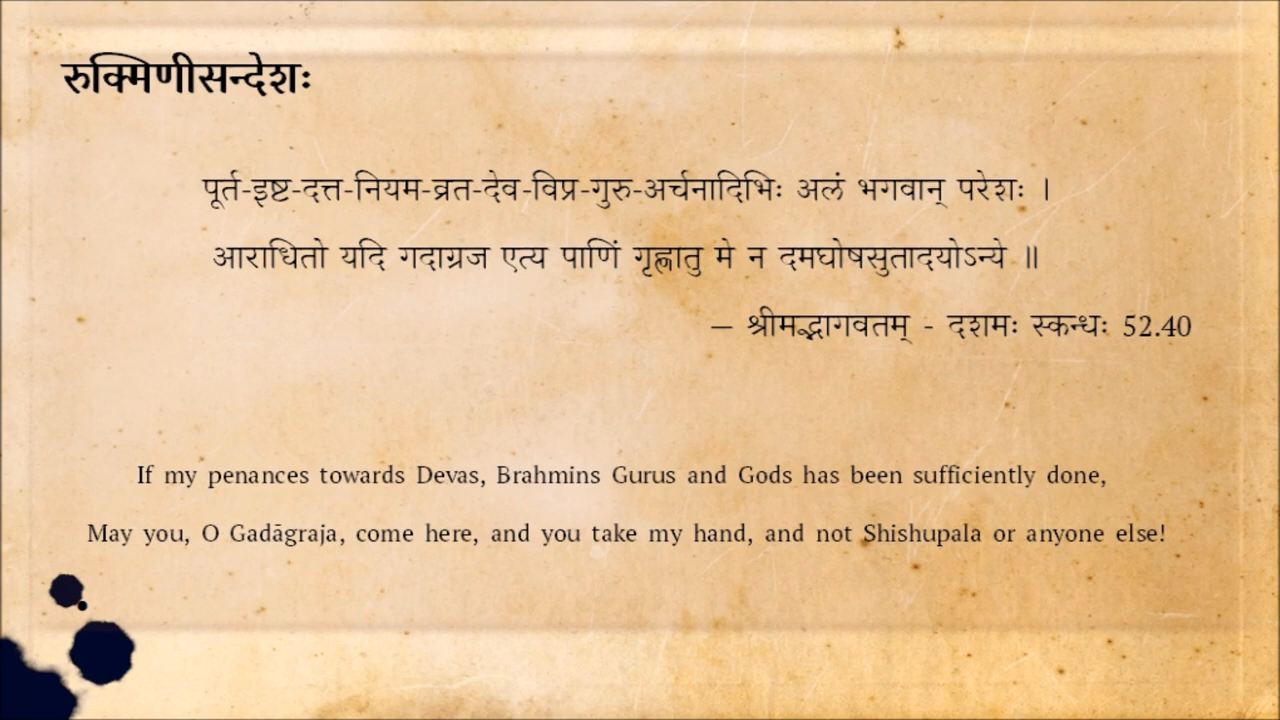 रुक्मिणीसन्देशः
पूर्त-इष्ट-दत्त-नियम-व्रत-देव-विप्र-गुरु-अर्चनादिभिः अलं भगवान् परेशः ।
आराधितो यदि गदाग्रज एत्य पाणिं गृह्णातु मे न दमघोषसुतादयोऽन्ये ॥
– श्रीमद्भागवतम् - दशमः स्कन्धः 52.40
If my penances towards Devas, Brahmins Gurus and Gods has been sufficiently done,
May you, O Gadāgraja, come here, and you take my hand, and not Shishupala or anyone else!